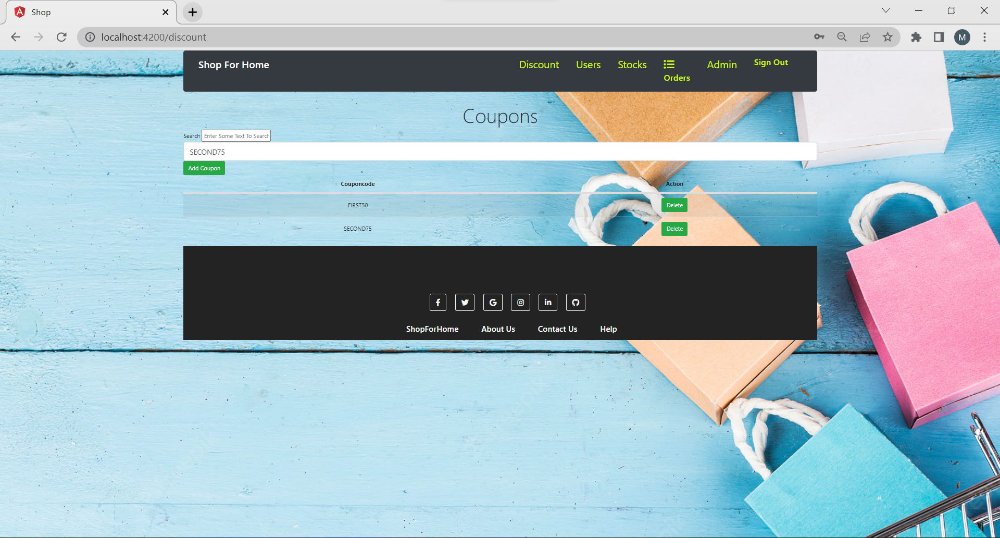 Shop
localhost:4200/discount
M
Shop For Home
Discount
Users
Stocks
Orders
Admin
Sign Out
Coupons
Search
Enter Some Text To Search
SECOND75
Add Coupon
Couponcode
Action
FIRST50
Delete
SECOND75
Delete
ShopForHome
About Us
Contact Us
Help